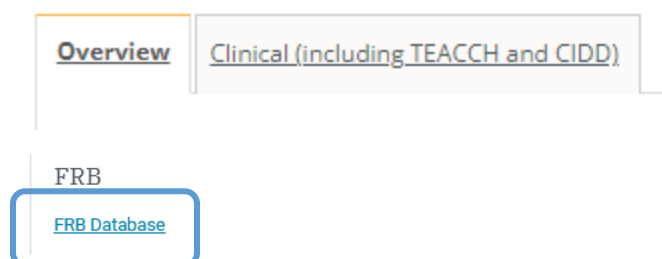 Overview
Clinical (including TEACCH and CIDD)
FRB
FRB Database